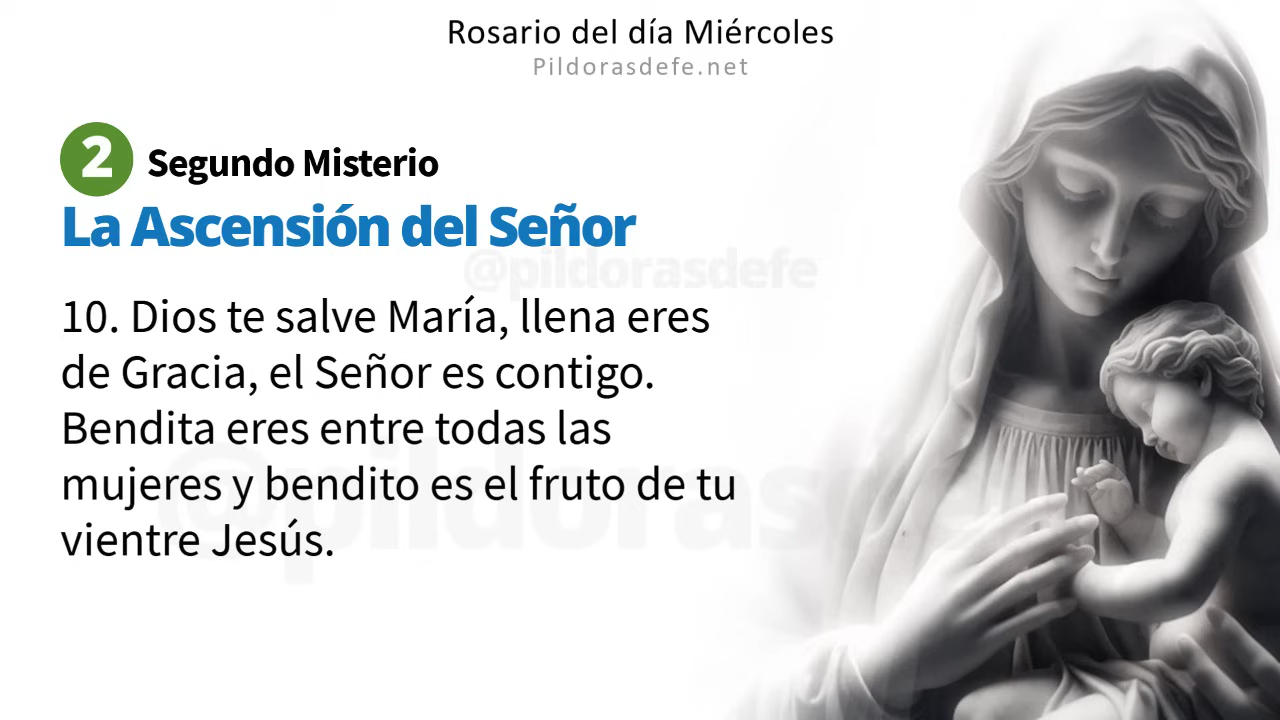 Rosario del día Miércoles
Pildorasdefe.net
2 Segundo Misterio
La Ascensión del Señor
@pildorasdefe
10. Dios te salve María, llena eres
de Gracia, el Señor es contigo.
Bendita eres entre todas las
mujeres y bendito es el fruto de tu
vientre Jesús.
@pildorasdefe